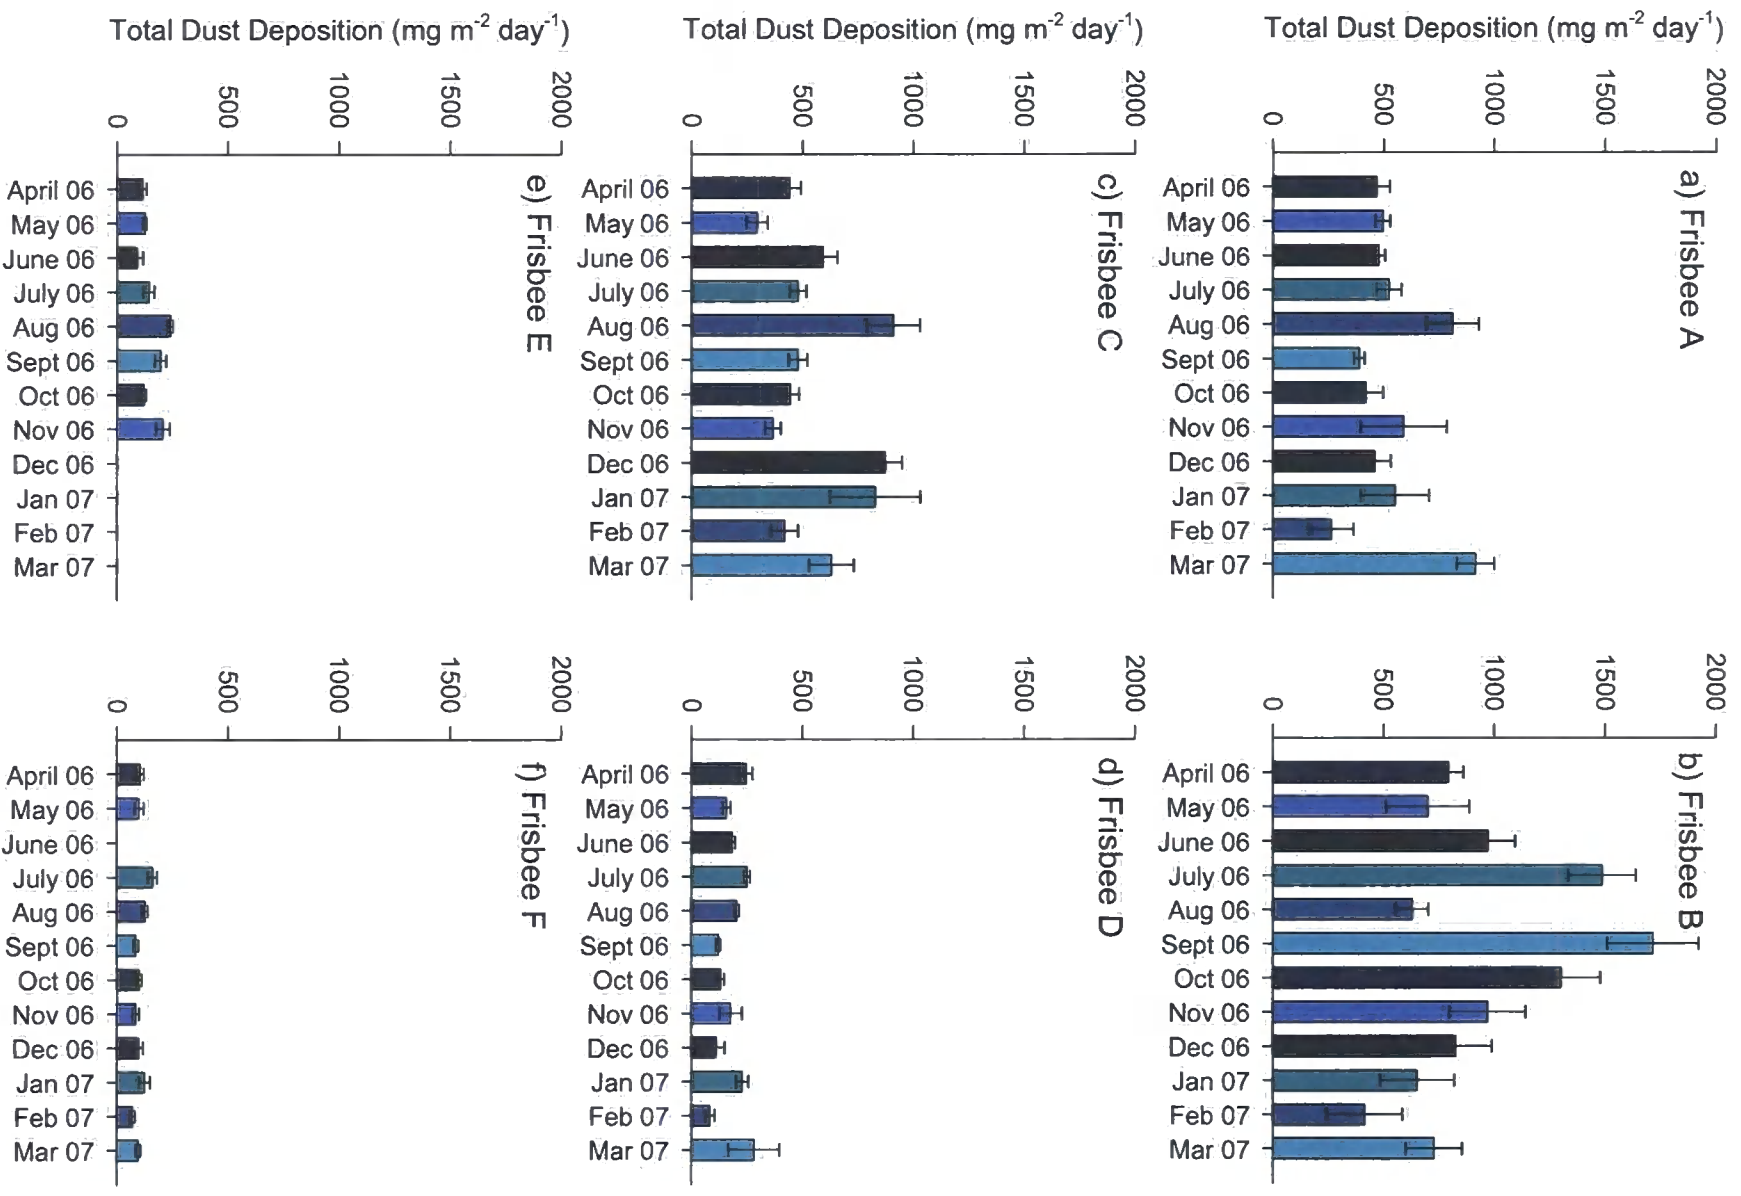 Total Dust Deposition (mg m⁻² day⁻¹)
2000
1500
1000
500
0
a) Frisbee A
April 06
May 06
June 06
July 06
Aug 06
Sept 06
Oct 06
Nov 06
Dec 06
Jan 07
Feb 07
Mar 07
2000
1500
1000
500
0
b) Frisbee B
April 06
May 06
June 06
July 06
Aug 06
Sept 06
Oct 06
Nov 06
Dec 06
Jan 07
Feb 07
Mar 07
Total Dust Deposition (mg m⁻² day⁻¹)
2000
1500
1000
500
0
c) Frisbee C
April 06
May 06
June 06
July 06
Aug 06
Sept 06
Oct 06
Nov 06
Dec 06
Jan 07
Feb 07
Mar 07
2000
1500
1000
500
0
d) Frisbee D
April 06
May 06
June 06
July 06
Aug 06
Sept 06
Oct 06
Nov 06
Dec 06
Jan 07
Feb 07
Mar 07
Total Dust Deposition (mg m⁻² day⁻¹)
2000
1500
1000
500
0
e) Frisbee E
April 06
May 06
June 06
July 06
Aug 06
Sept 06
Oct 06
Nov 06
Dec 06
Jan 07
Feb 07
Mar 07
2000
1500
1000
500
0
f) Frisbee F
April 06
May 06
June 06
July 06
Aug 06
Sept 06
Oct 06
Nov 06
Dec 06
Jan 07
Feb 07
Mar 07